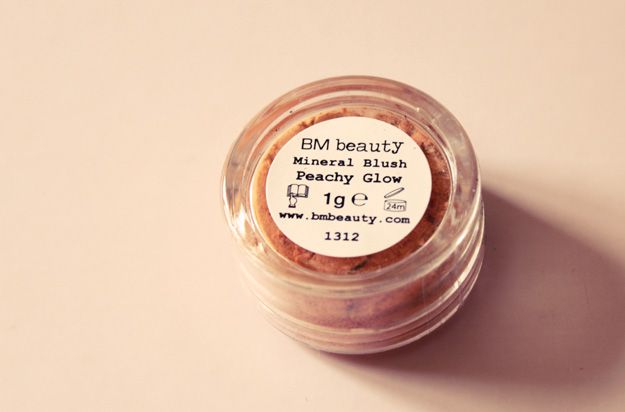 BM beauty
Mineral Blush
Peachy Glow
1g ℮ 24m
www.bmbeauty.com
1312